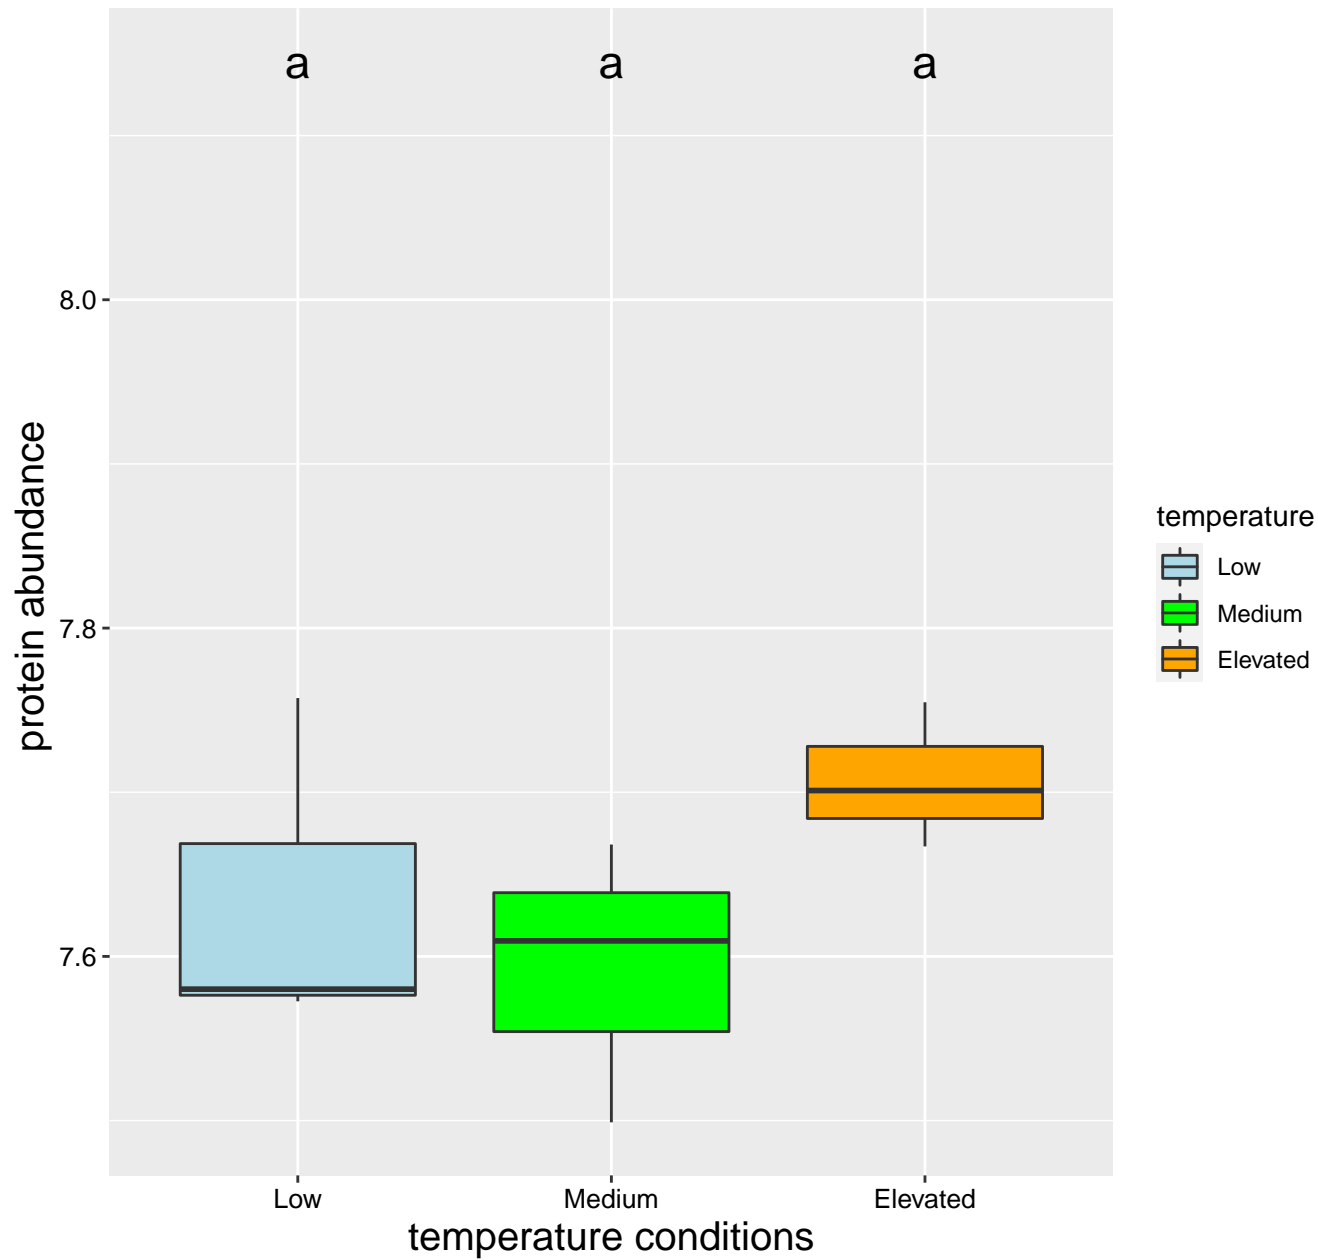 a a a
8.0
7.8
7.6
protein abundance
Low Medium Elevated
temperature conditions
temperature
Low
Medium
Elevated